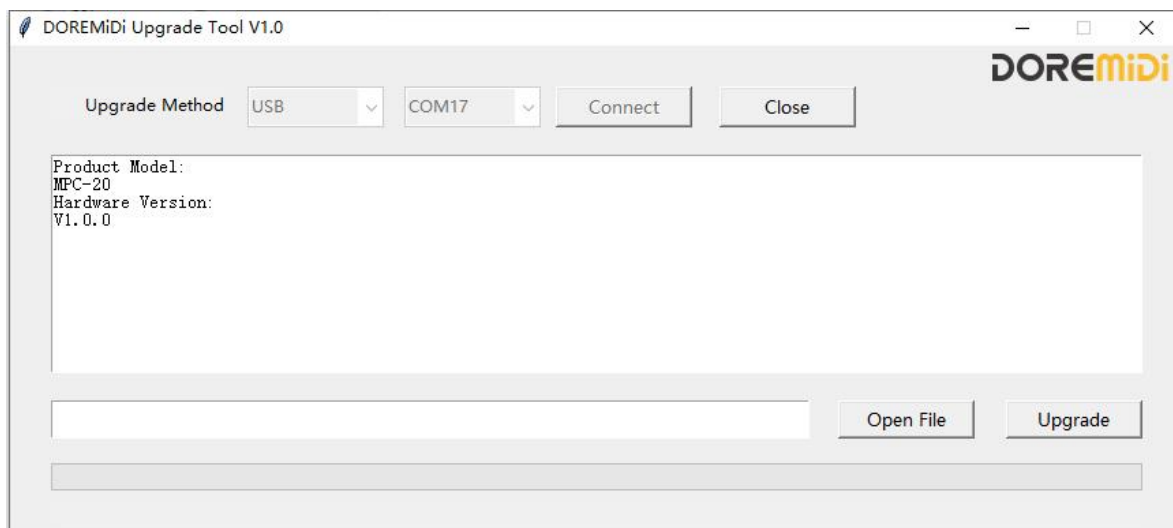 DOREMiDi Upgrade Tool V1.0
DOREMiDi
Upgrade Method USB COM17 Connect Close
Product Model:
MPC-20
Hardware Version:
V1.0.0
Open File Upgrade